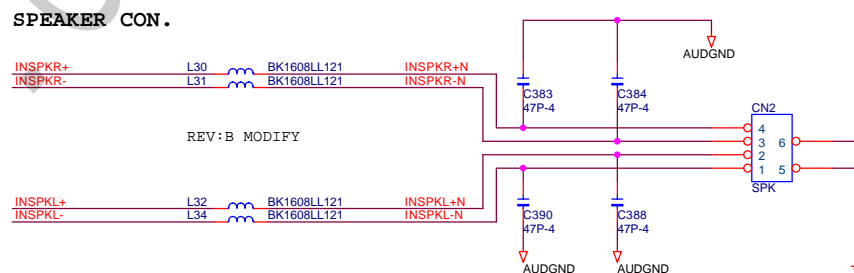 SPEAKER CON.
AUDGND
INSPKR+ L30 BK1608LL121 INSPKR+N
INSPKR- L31 BK1608LL121 INSPKR-N
C383
47P-4
C384
47P-4
CN2
REV:B MODIFY
4
3 6
2
1 5
SPK
INSPKL+ L32 BK1608LL121 INSPKL+N
INSPKL- L34 BK1608LL121 INSPKL-N
C390
47P-4
C388
47P-4
AUDGND AUDGND